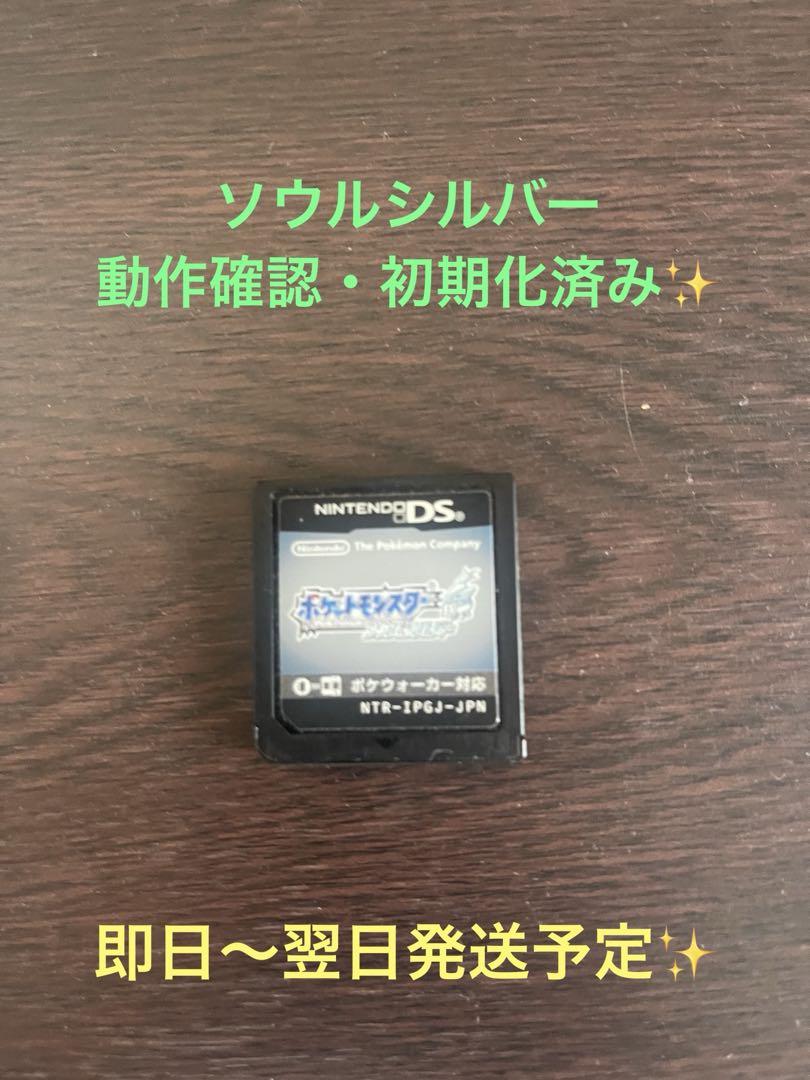 ソウルシルバー
動作確認・初期化済み✨
NINTENDO DS®
Nintendo The Pokémon Company
ポケットモンスター
ポケウォーカー対応
NTR-IPGJ-JPN
即日〜翌日発送予定✨